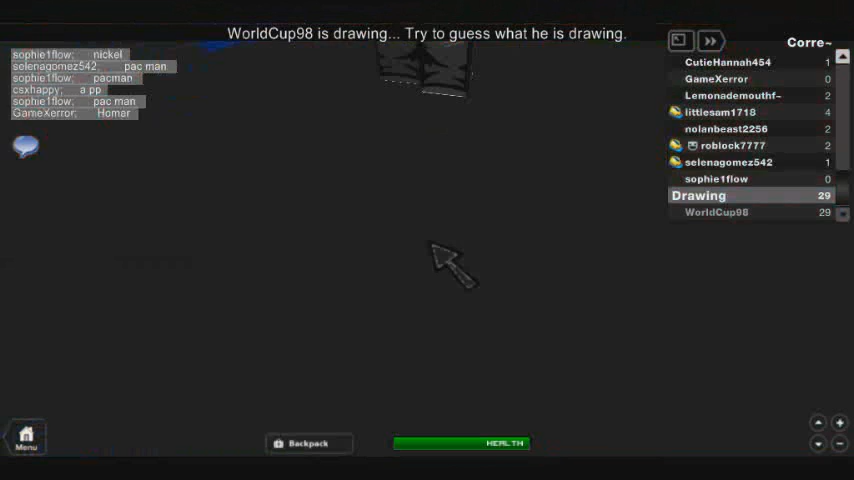 WorldCup98 is drawing... Try to guess what he is drawing.
sophie1flow; nickel
selenagomez542; pac man
sophie1flow; pacman
csxhappy; a pp
sophie1flow; pac man
GameXerror; Homar
Corre~
CutieHannah454 1
GameXerror 0
Lemonademouthf~ 2
littlesam1718 4
nolanbeast2256 2
roblock7777 2
selenagomez542 1
sophie1flow 0
Drawing 29
WorldCup98 29
Menu
Backpack
HEALTH